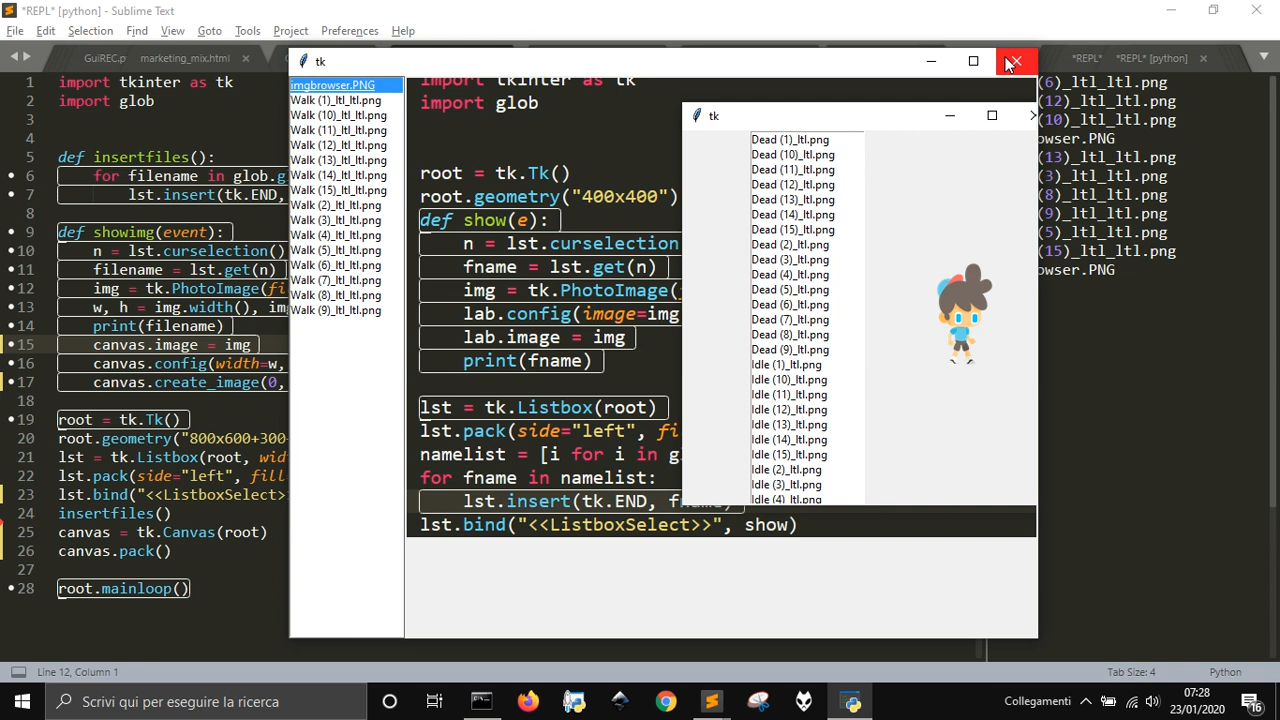 *REPL* [python] - Sublime Text
File Edit Selection Find View Goto Tools Project Preferences Help
GuiREC.p marketing_mix.html *REPL* *REPL* [python]
1 import tkinter as tk
2 import glob
3
4
5 def insertfiles():
6 for filename in glob.g
7 lst.insert(tk.END,
8
9 def showimg(event):
10 n = lst.curselection()
11 filename = lst.get(n)
12 img = tk.PhotoImage(fi
13 w, h = img.width(), im
14 print(filename)
15 canvas.image = img
16 canvas.config(width=w,
17 canvas.create_image(0,
18
19 root = tk.Tk()
20 root.geometry("800x600+300
21 lst = tk.Listbox(root, wid
22 lst.pack(side="left", fill
23 lst.bind("<<ListboxSelect>
24 insertfiles()
25 canvas = tk.Canvas(root)
26 canvas.pack()
27
28 root.mainloop()
tk
imgbrowser.PNG
Walk (1)_ltl_ltl.png
Walk (10)_ltl_ltl.png
Walk (11)_ltl_ltl.png
Walk (12)_ltl_ltl.png
Walk (13)_ltl_ltl.png
Walk (14)_ltl_ltl.png
Walk (15)_ltl_ltl.png
Walk (2)_ltl_ltl.png
Walk (3)_ltl_ltl.png
Walk (4)_ltl_ltl.png
Walk (5)_ltl_ltl.png
Walk (6)_ltl_ltl.png
Walk (7)_ltl_ltl.png
Walk (8)_ltl_ltl.png
Walk (9)_ltl_ltl.png
import tkinter as tk
import glob
root = tk.Tk()
root.geometry("400x400")
def show(e):
n = lst.curselection
fname = lst.get(n)
img = tk.PhotoImage(
lab.config(image=img
lab.image = img
print(fname)
lst = tk.Listbox(root)
lst.pack(side="left", fi
namelist = [i for i in g
for fname in namelist:
lst.insert(tk.END, fname)
lst.bind("<<ListboxSelect>>", show)
tk
Dead (1)_ltl.png
Dead (10)_ltl.png
Dead (11)_ltl.png
Dead (12)_ltl.png
Dead (13)_ltl.png
Dead (14)_ltl.png
Dead (15)_ltl.png
Dead (2)_ltl.png
Dead (3)_ltl.png
Dead (4)_ltl.png
Dead (5)_ltl.png
Dead (6)_ltl.png
Dead (7)_ltl.png
Dead (8)_ltl.png
Dead (9)_ltl.png
Idle (1)_ltl.png
Idle (10)_ltl.png
Idle (11)_ltl.png
Idle (12)_ltl.png
Idle (13)_ltl.png
Idle (14)_ltl.png
Idle (15)_ltl.png
Idle (2)_ltl.png
Idle (3)_ltl.png
Idle (4)_ltl.png
(6)_ltl_ltl.png
(12)_ltl_ltl.png
(10)_ltl_ltl.png
owser.PNG
(13)_ltl_ltl.png
(3)_ltl_ltl.png
(8)_ltl_ltl.png
(9)_ltl_ltl.png
(5)_ltl_ltl.png
(15)_ltl_ltl.png
owser.PNG
Line 12, Column 1 Tab Size: 4 Python
Scrivi qui per eseguire la ricerca Collegamenti 07:28
23/01/2020 16